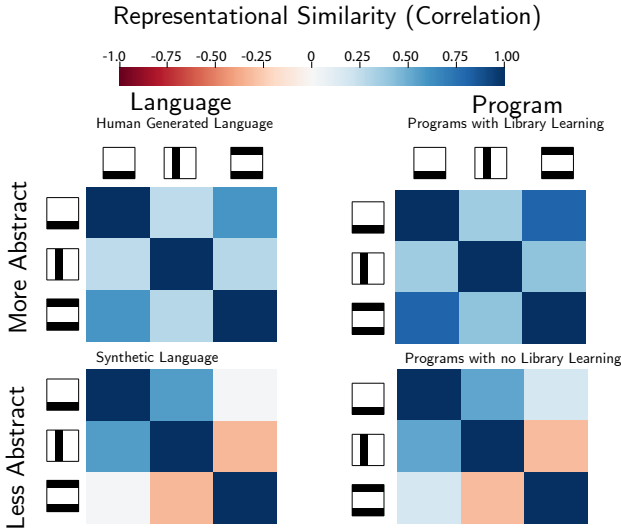 Representational Similarity (Correlation)
-1.0 -0.75 -0.50 -0.25 0 0.25 0.50 0.75 1.00
Language Program
Human Generated Language Programs with Library Learning
More Abstract
Synthetic Language Programs with no Library Learning
Less Abstract